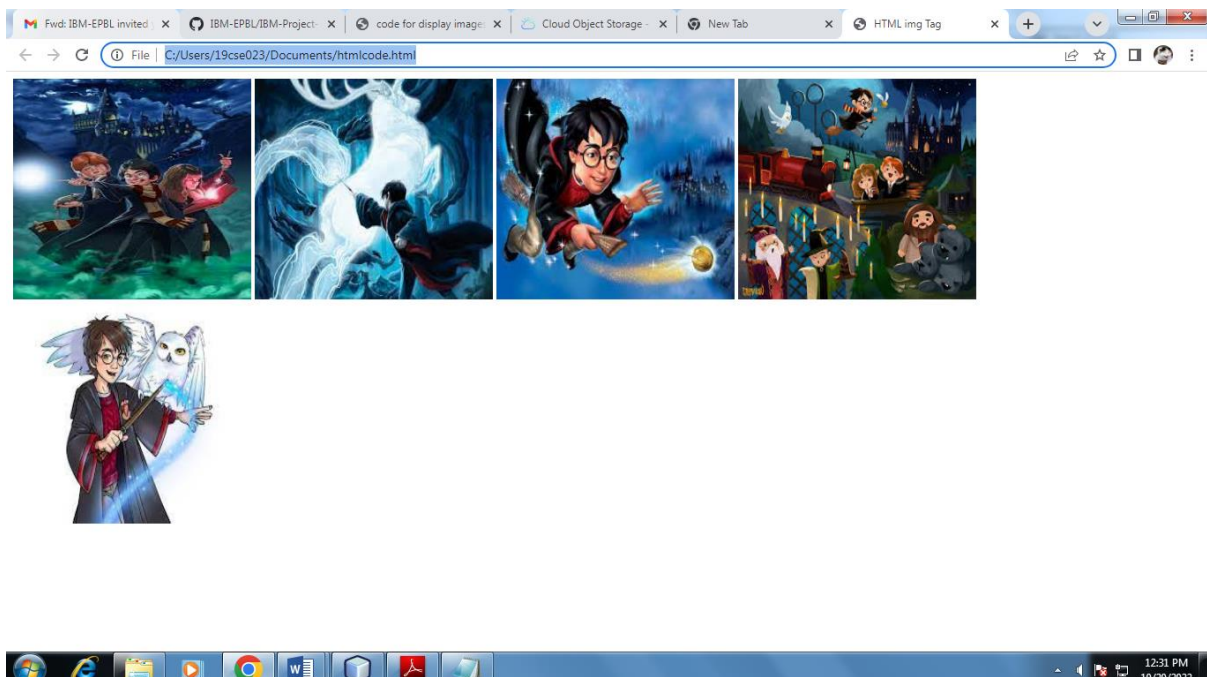 Fwd: IBM-EPBL invited
IBM-EPBL/IBM-Project-
code for display image
Cloud Object Storage -
New Tab
HTML img Tag
File
C:/Users/19cse023/Documents/htmlcode.html
12:31 PM